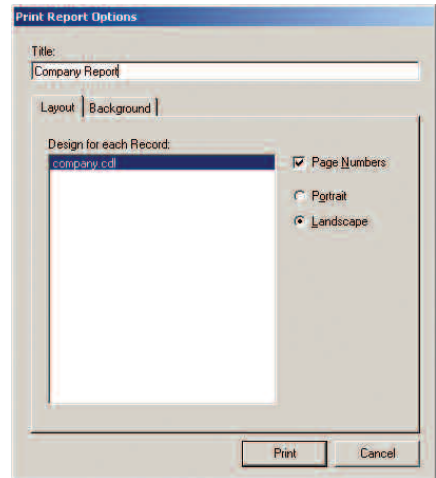 Print Report Options
Title:
Company Report
Layout
Background
Design for each Record:
company.cdl
Page Numbers
Portrait
Landscape
Print
Cancel